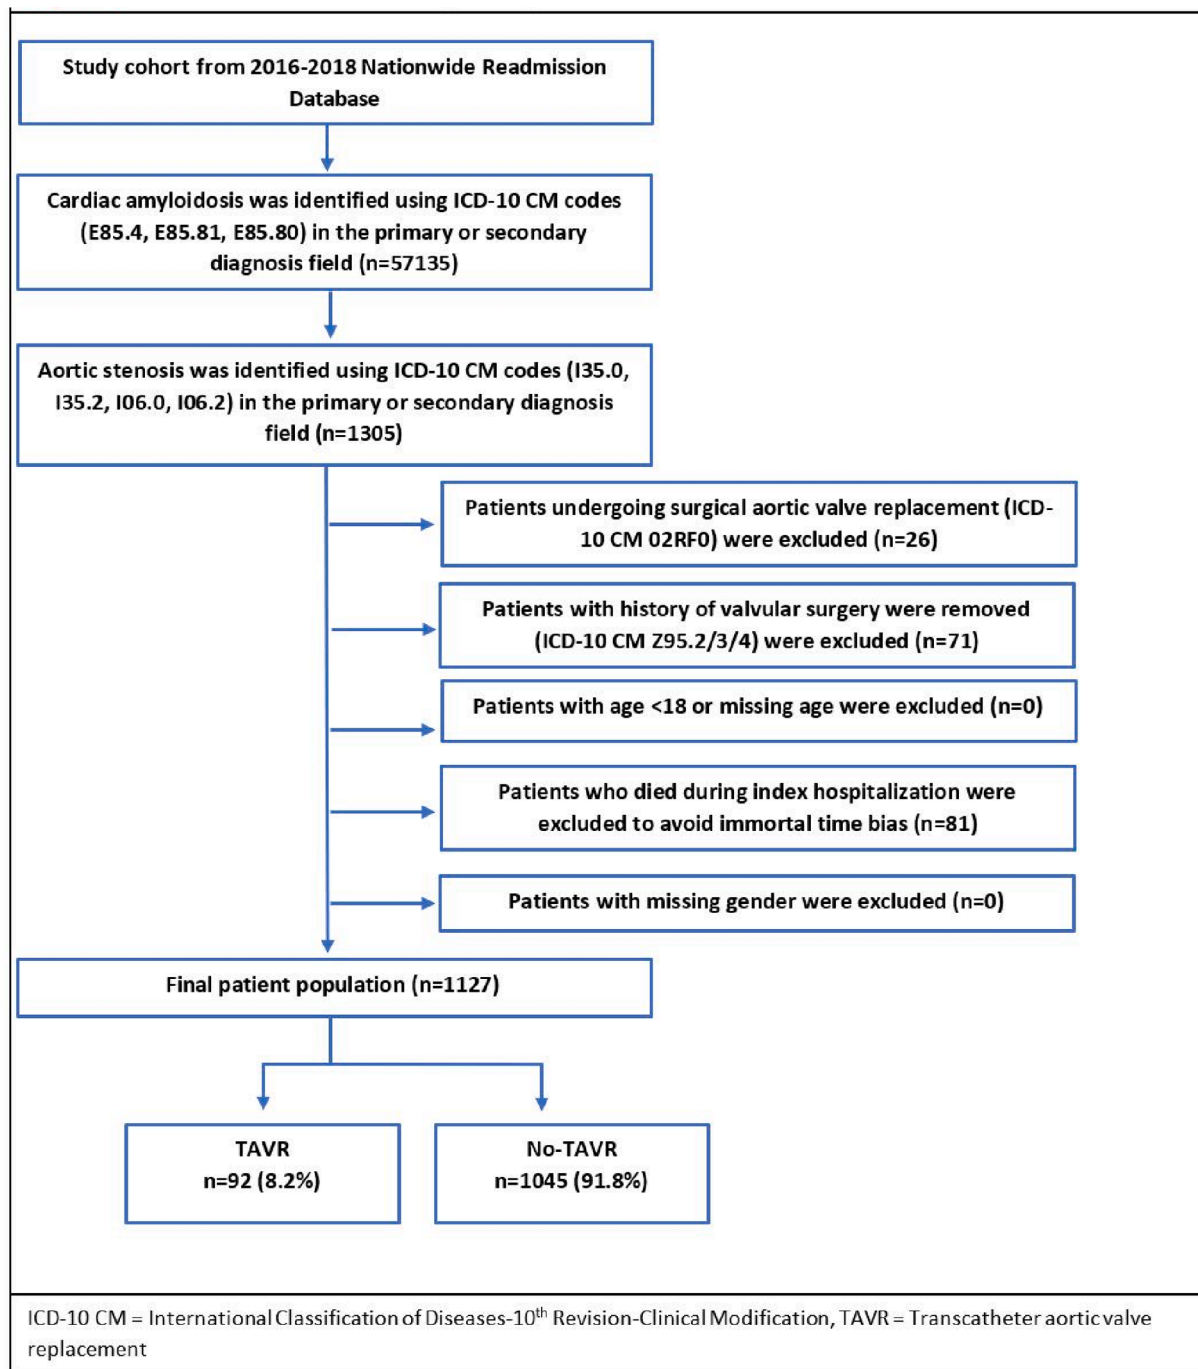 Study cohort from 2016-2018 Nationwide Readmission
Database
Cardiac amyloidosis was identified using ICD-10 CM codes
(E85.4, E85.81, E85.80) in the primary or secondary
diagnosis field (n=57135)
Aortic stenosis was identified using ICD-10 CM codes (I35.0,
I35.2, I06.0, I06.2) in the primary or secondary diagnosis
field (n=1305)
Patients undergoing surgical aortic valve replacement (ICD-
10 CM 02RF0) were excluded (n=26)
Patients with history of valvular surgery were removed
(ICD-10 CM Z95.2/3/4) were excluded (n=71)
Patients with age <18 or missing age were excluded (n=0)
Patients who died during index hospitalization were
excluded to avoid immortal time bias (n=81)
Patients with missing gender were excluded (n=0)
Final patient population (n=1127)
TAVR
n=92 (8.2%)
No-TAVR
n=1045 (91.8%)
ICD-10 CM = International Classification of Diseases-10th Revision-Clinical Modification, TAVR = Transcatheter aortic valve
replacement